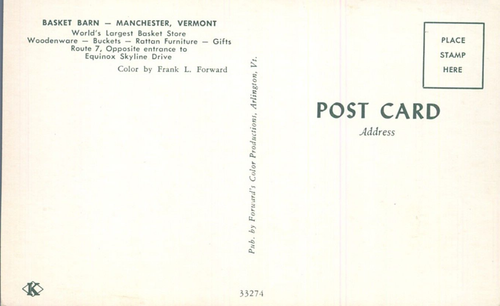 BASKET BARN — MANCHESTER, VERMONT
World's Largest Basket Store
Woodenware — Buckets — Rattan Furniture — Gifts
Route 7, Opposite entrance to
Equinox Skyline Drive
Color by Frank L. Forward
Pub. by Forward's Color Productions, Arlington, Vt.
PLACE
STAMP
HERE
POST CARD
Address
K
33274